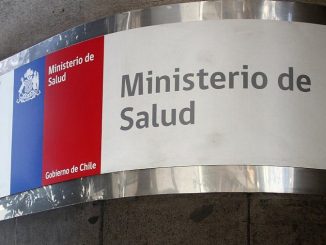 Ministerio de
Salud
Gobierno de Chile
Ministerio de
Salud